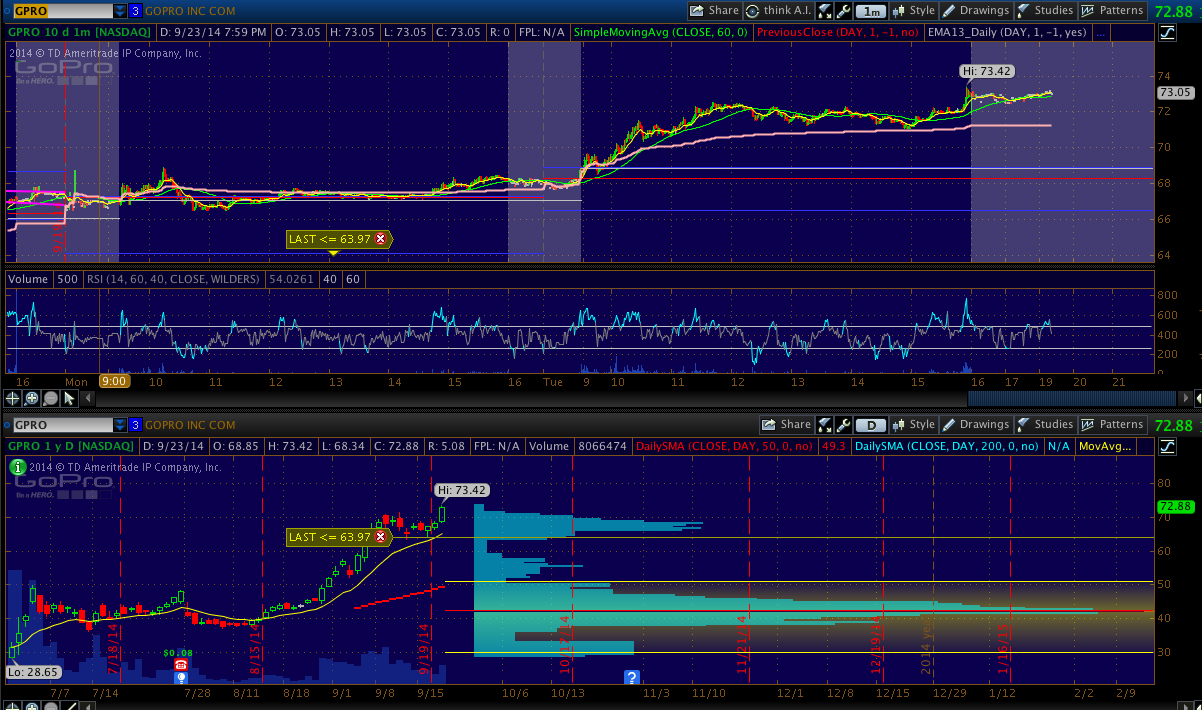 GPRO 3 GOPRO INC COM Share think A.I. 1m Style Drawings Studies Patterns 72.88
GPRO 10 d 1m [NASDAQ] D: 9/23/14 7:59 PM O: 73.05 H: 73.05 L: 73.05 C: 73.05 R: 0 FPL: N/A SimpleMovingAvg (CLOSE, 60, 0) PreviousClose (DAY, 1, -1, no) EMA13_Daily (DAY, 1, -1, yes) ...
2014 © TD Ameritrade IP Company, Inc.
GoPro
Be a HERO.
Hi: 73.42
74
73.05
72
70
68
66
64
LAST <= 63.97
Volume 500 RSI (14, 60, 40, CLOSE, WILDERS) 54.0261 40 60
800
600
400
200
0
16 Mon 9:00 10 11 12 13 14 15 16 Tue 9 10 11 12 13 14 15 16 17 18 19 20 21
GPRO 3 GOPRO INC COM Share D Style Drawings Studies Patterns 72.88
GPRO 1 y D [NASDAQ] D: 9/23/14 O: 68.85 H: 73.42 L: 68.34 C: 72.88 R: 5.08 FPL: N/A Volume 8066474 DailySMA (CLOSE, DAY, 50, 0, no) 49.3 DailySMA (CLOSE, DAY, 200, 0, no) N/A MovAvg...
i 2014 © TD Ameritrade IP Company, Inc.
GoPro
Be a HERO.
Hi: 73.42
80
72.88
70
60
50
40
30
LAST <= 63.97
7/18/14
8/15/14
9/19/14
10/17/14
11/21/14
12/19/14
1/16/15
$0.08
?
Lo: 28.65
7/7 7/14 7/28 8/11 8/18 9/1 9/8 9/15 10/6 10/13 11/3 11/10 12/1 12/8 12/15 12/29 1/12 2/2 2/9